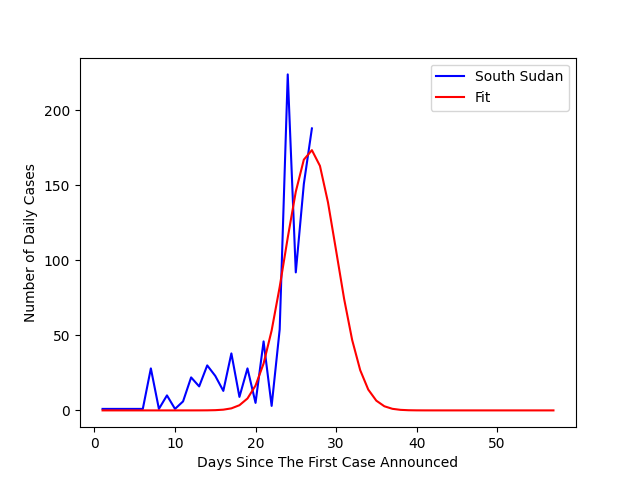 South Sudan
Fit
Number of Daily Cases
200
150
100
50
0
0 10 20 30 40 50
Days Since The First Case Announced